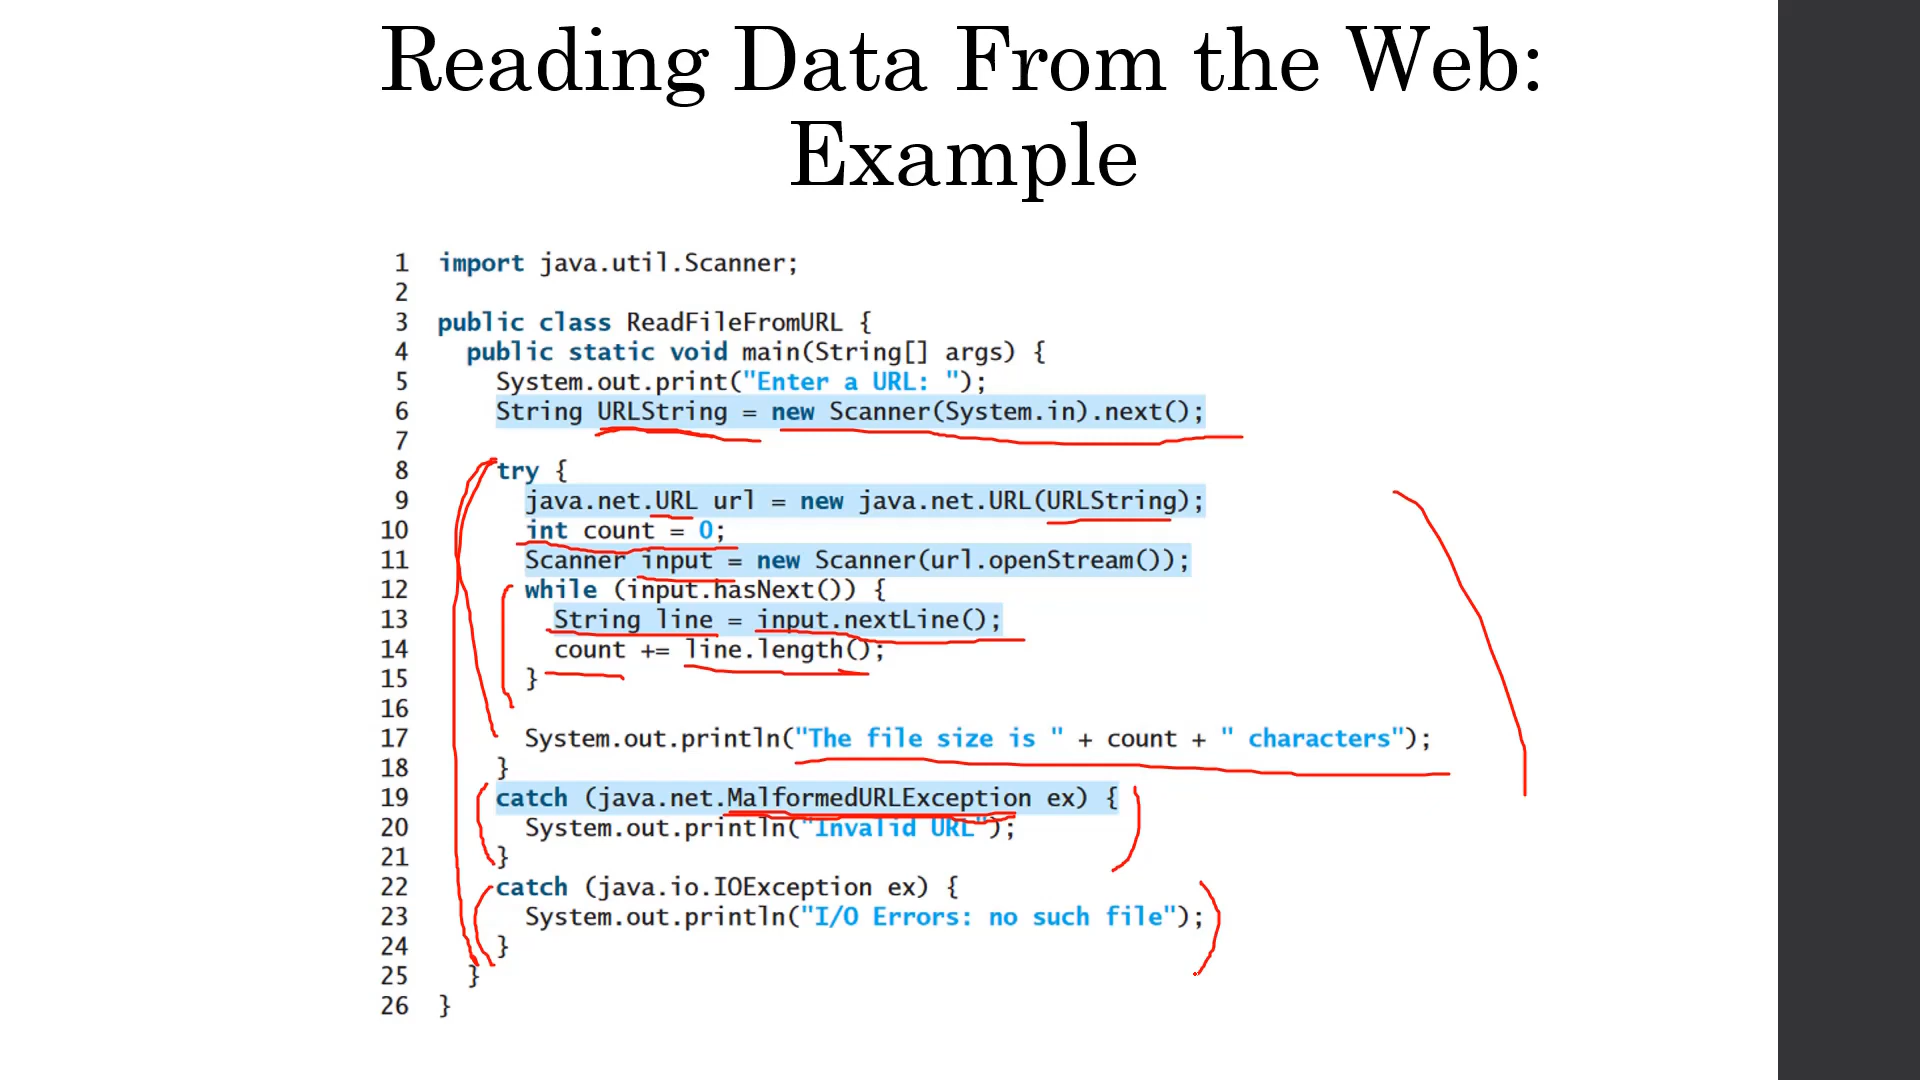 Reading Data From the Web:
Example
1 import java.util.Scanner;
2
3 public class ReadFileFromURL {
4 public static void main(String[] args) {
5 System.out.print("Enter a URL: ");
6 String URLString = new Scanner(System.in).next();
7
8 try {
9 java.net.URL url = new java.net.URL(URLString);
10 int count = 0;
11 Scanner input = new Scanner(url.openStream());
12 while (input.hasNext()) {
13 String line = input.nextLine();
14 count += line.length();
15 }
16
17 System.out.println("The file size is " + count + " characters");
18 }
19 catch (java.net.MalformedURLException ex) {
20 System.out.println("Invalid URL");
21 }
22 catch (java.io.IOException ex) {
23 System.out.println("I/O Errors: no such file");
24 }
25 }
26 }